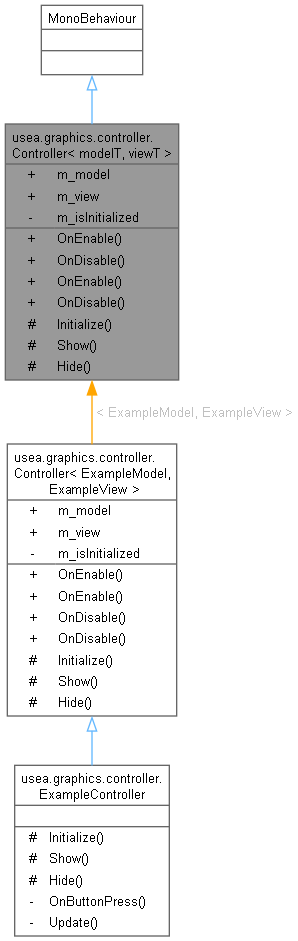 MonoBehaviour
usea.graphics.controller.
Controller< modelT, viewT >
+ m_model
+ m_view
- m_isInitialized
+ OnEnable()
+ OnDisable()
+ OnEnable()
+ OnDisable()
# Initialize()
# Show()
# Hide()
< ExampleModel, ExampleView >
usea.graphics.controller.
Controller< ExampleModel,
ExampleView >
+ m_model
+ m_view
- m_isInitialized
+ OnEnable()
+ OnEnable()
+ OnDisable()
+ OnDisable()
# Initialize()
# Show()
# Hide()
usea.graphics.controller.
ExampleController
# Initialize()
# Show()
# Hide()
- OnButtonPress()
- Update()